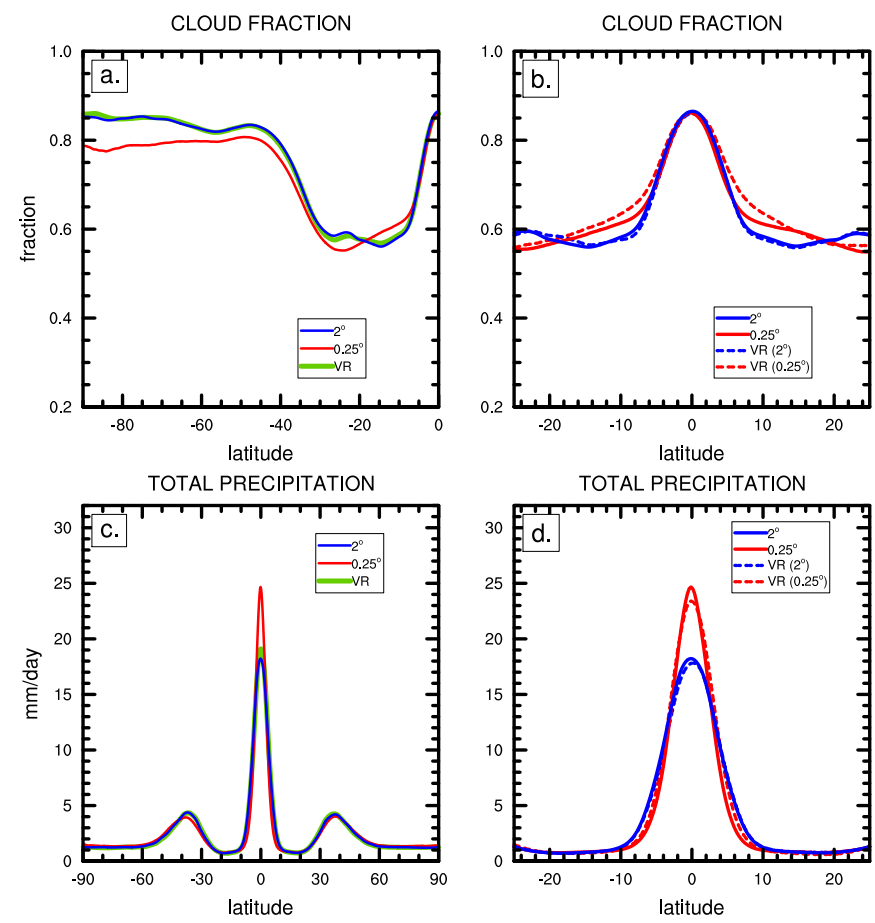 CLOUD FRACTION
a.
1.0
0.8
0.6
0.4
0.2
fraction
2°
0.25°
VR
-80 -60 -40 -20 0
latitude
CLOUD FRACTION
b.
1.0
0.8
0.6
0.4
0.2
2°
0.25°
VR (2°)
VR (0.25°)
-20 -10 0 10 20
latitude
TOTAL PRECIPITATION
c.
30
25
20
15
10
5
0
mm/day
2°
0.25°
VR
-90 -60 -30 0 30 60 90
latitude
TOTAL PRECIPITATION
d.
30
25
20
15
10
5
0
2°
0.25°
VR (2°)
VR (0.25°)
-20 -10 0 10 20
latitude